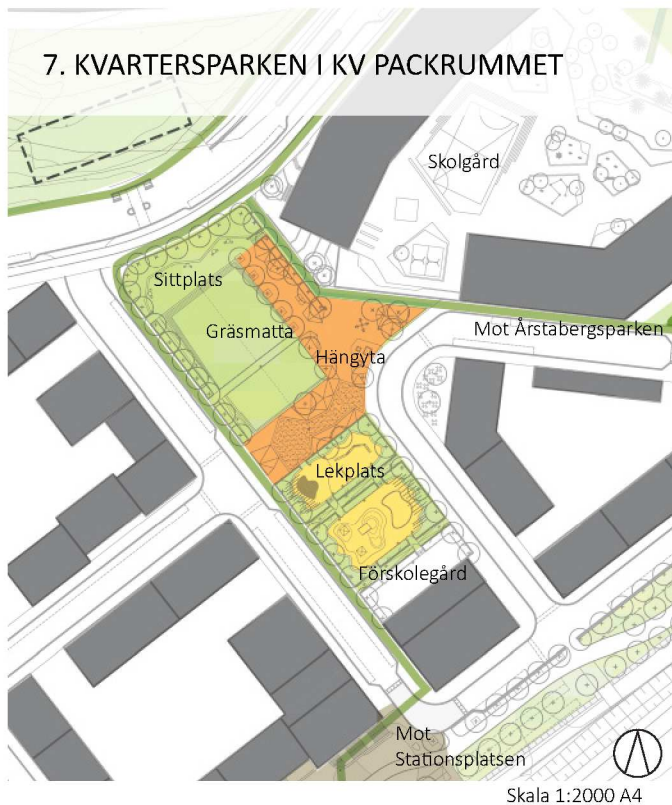 7. KVARTERSPARKEN I KV PACKRUMMET
Skolgård
Sittplats
Gräsmatta
Mot Årstabergsparken
Hängyta
Lekplats
Förskolegård
Mot
Stationsplatsen
Skala 1:2000 A4